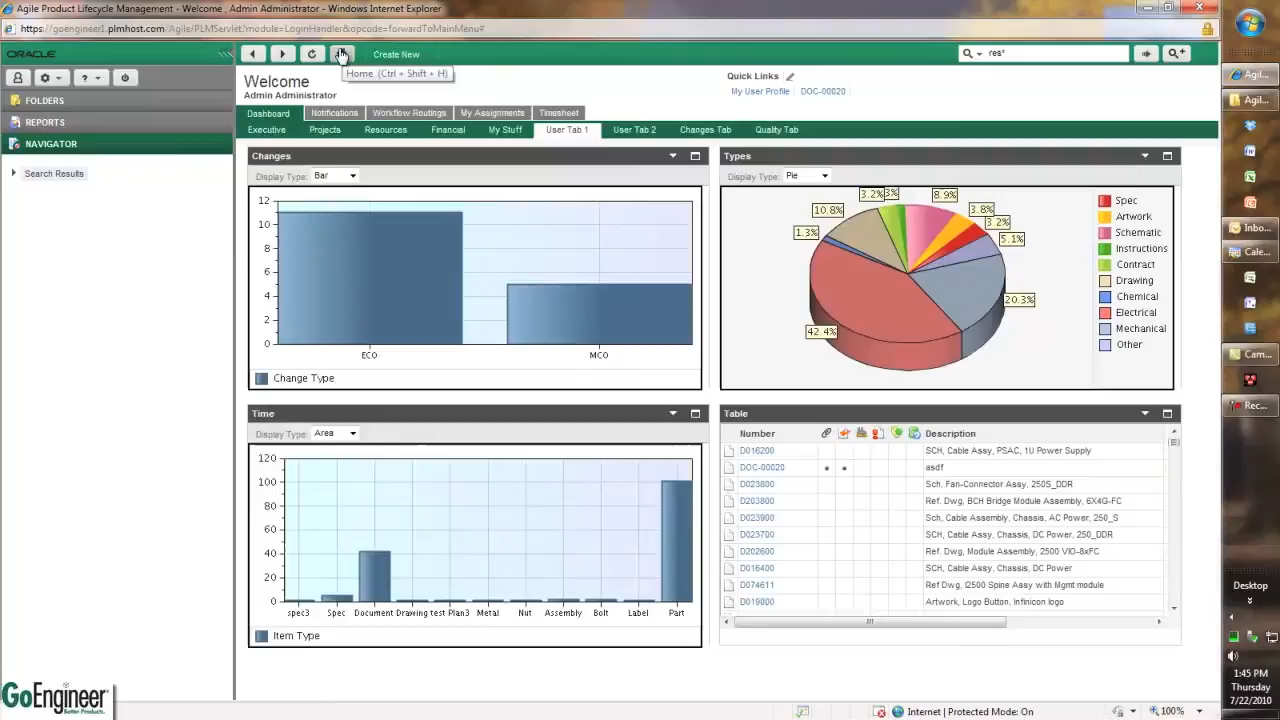 Agile Product Lifecycle Management - Welcome , Admin Administrator - Windows Internet Explorer
https://goengineer1.plmhost.com/Agile/PLMServlet?module=LoginHandler&opcode=forwardToMainMenu#
ORACLE
Create New
res*
Home (Ctrl + Shift + H)
FOLDERS
REPORTS
NAVIGATOR
Search Results
Welcome
Admin Administrator
Quick Links
My User Profile DOC-00020
Dashboard Notifications Workflow Routings My Assignments Timesheet
Executive Projects Resources Financial My Stuff User Tab 1 User Tab 2 Changes Tab Quality Tab
Changes
Display Type: Bar
12
10
8
6
4
2
0
ECO MCO
Change Type
Types
Display Type: Pie
3.2% 3% 8.9%
10.8% 3.8%
3.2%
1.3% 5.1%
20.3%
42.4%
Spec
Artwork
Schematic
Instructions
Contract
Drawing
Chemical
Electrical
Mechanical
Other
Time
Display Type: Area
120
100
80
60
40
20
0
spec3 Spec Document Drawing test Plan3 Metal Nut Assembly Bolt Label Part
Item Type
Table
Number Description
D016200 SCH, Cable Assy, PSAC, 1U Power Supply
DOC-00020 asdf
D023800 Sch, Fan-Connector Assy, 250S_DDR
D203800 Ref. Dwg, BCH Bridge Module Assembly, 6X4G-FC
D023900 Sch, Cable Assembly, Chassis, AC Power, 250_S
D023700 SCH, Cable Assy, Chassis, DC Power, 250_DDR
D202600 Ref. Dwg, Module Assembly, 2500 VIO-8xFC
D016400 SCH, Cable Assy, Chassis, DC Power
D074611 Ref Dwg, I2500 Spine Assy with Mgmt module
D019000 Artwork, Logo Button, Infinicon logo
GoEngineer
Better Products.
Internet | Protected Mode: On
100%
Agil...
Agil...
Inbo...
Cale...
Cam...
Rec...
Desktop
1:45 PM
Thursday
7/22/2010